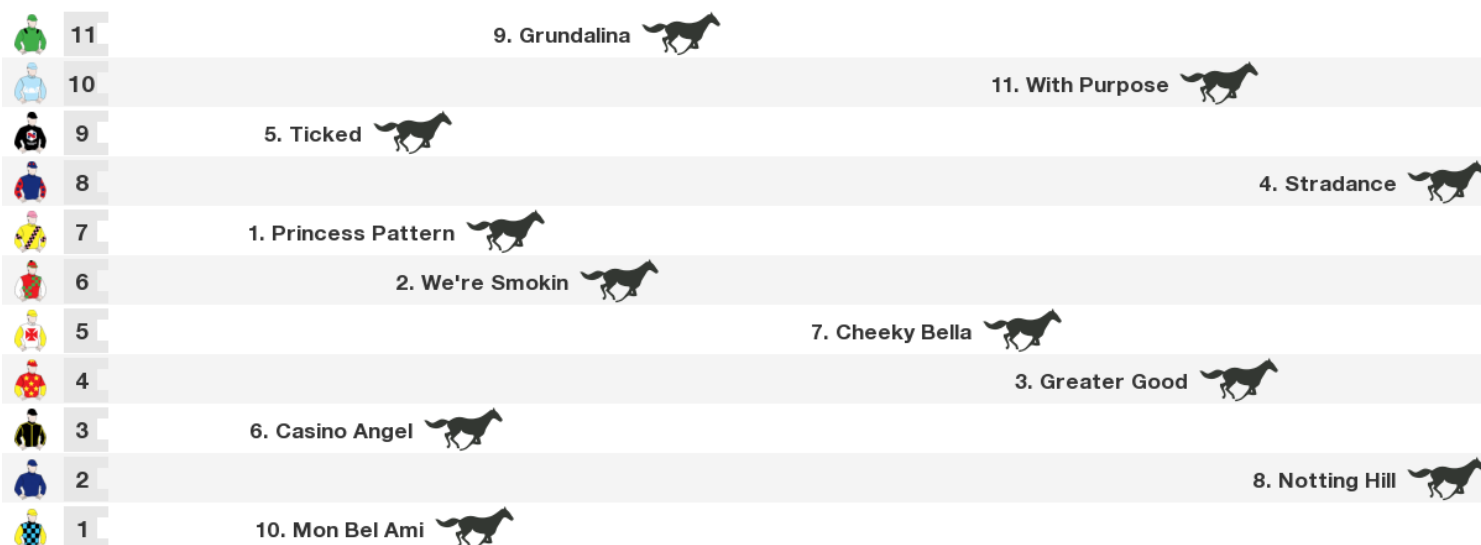 11 9. Grundalina
10 11. With Purpose
9 5. Ticked
8 4. Stradance
7 1. Princess Pattern
6 2. We're Smokin
5 7. Cheeky Bella
4 3. Greater Good
3 6. Casino Angel
2 8. Notting Hill
1 10. Mon Bel Ami